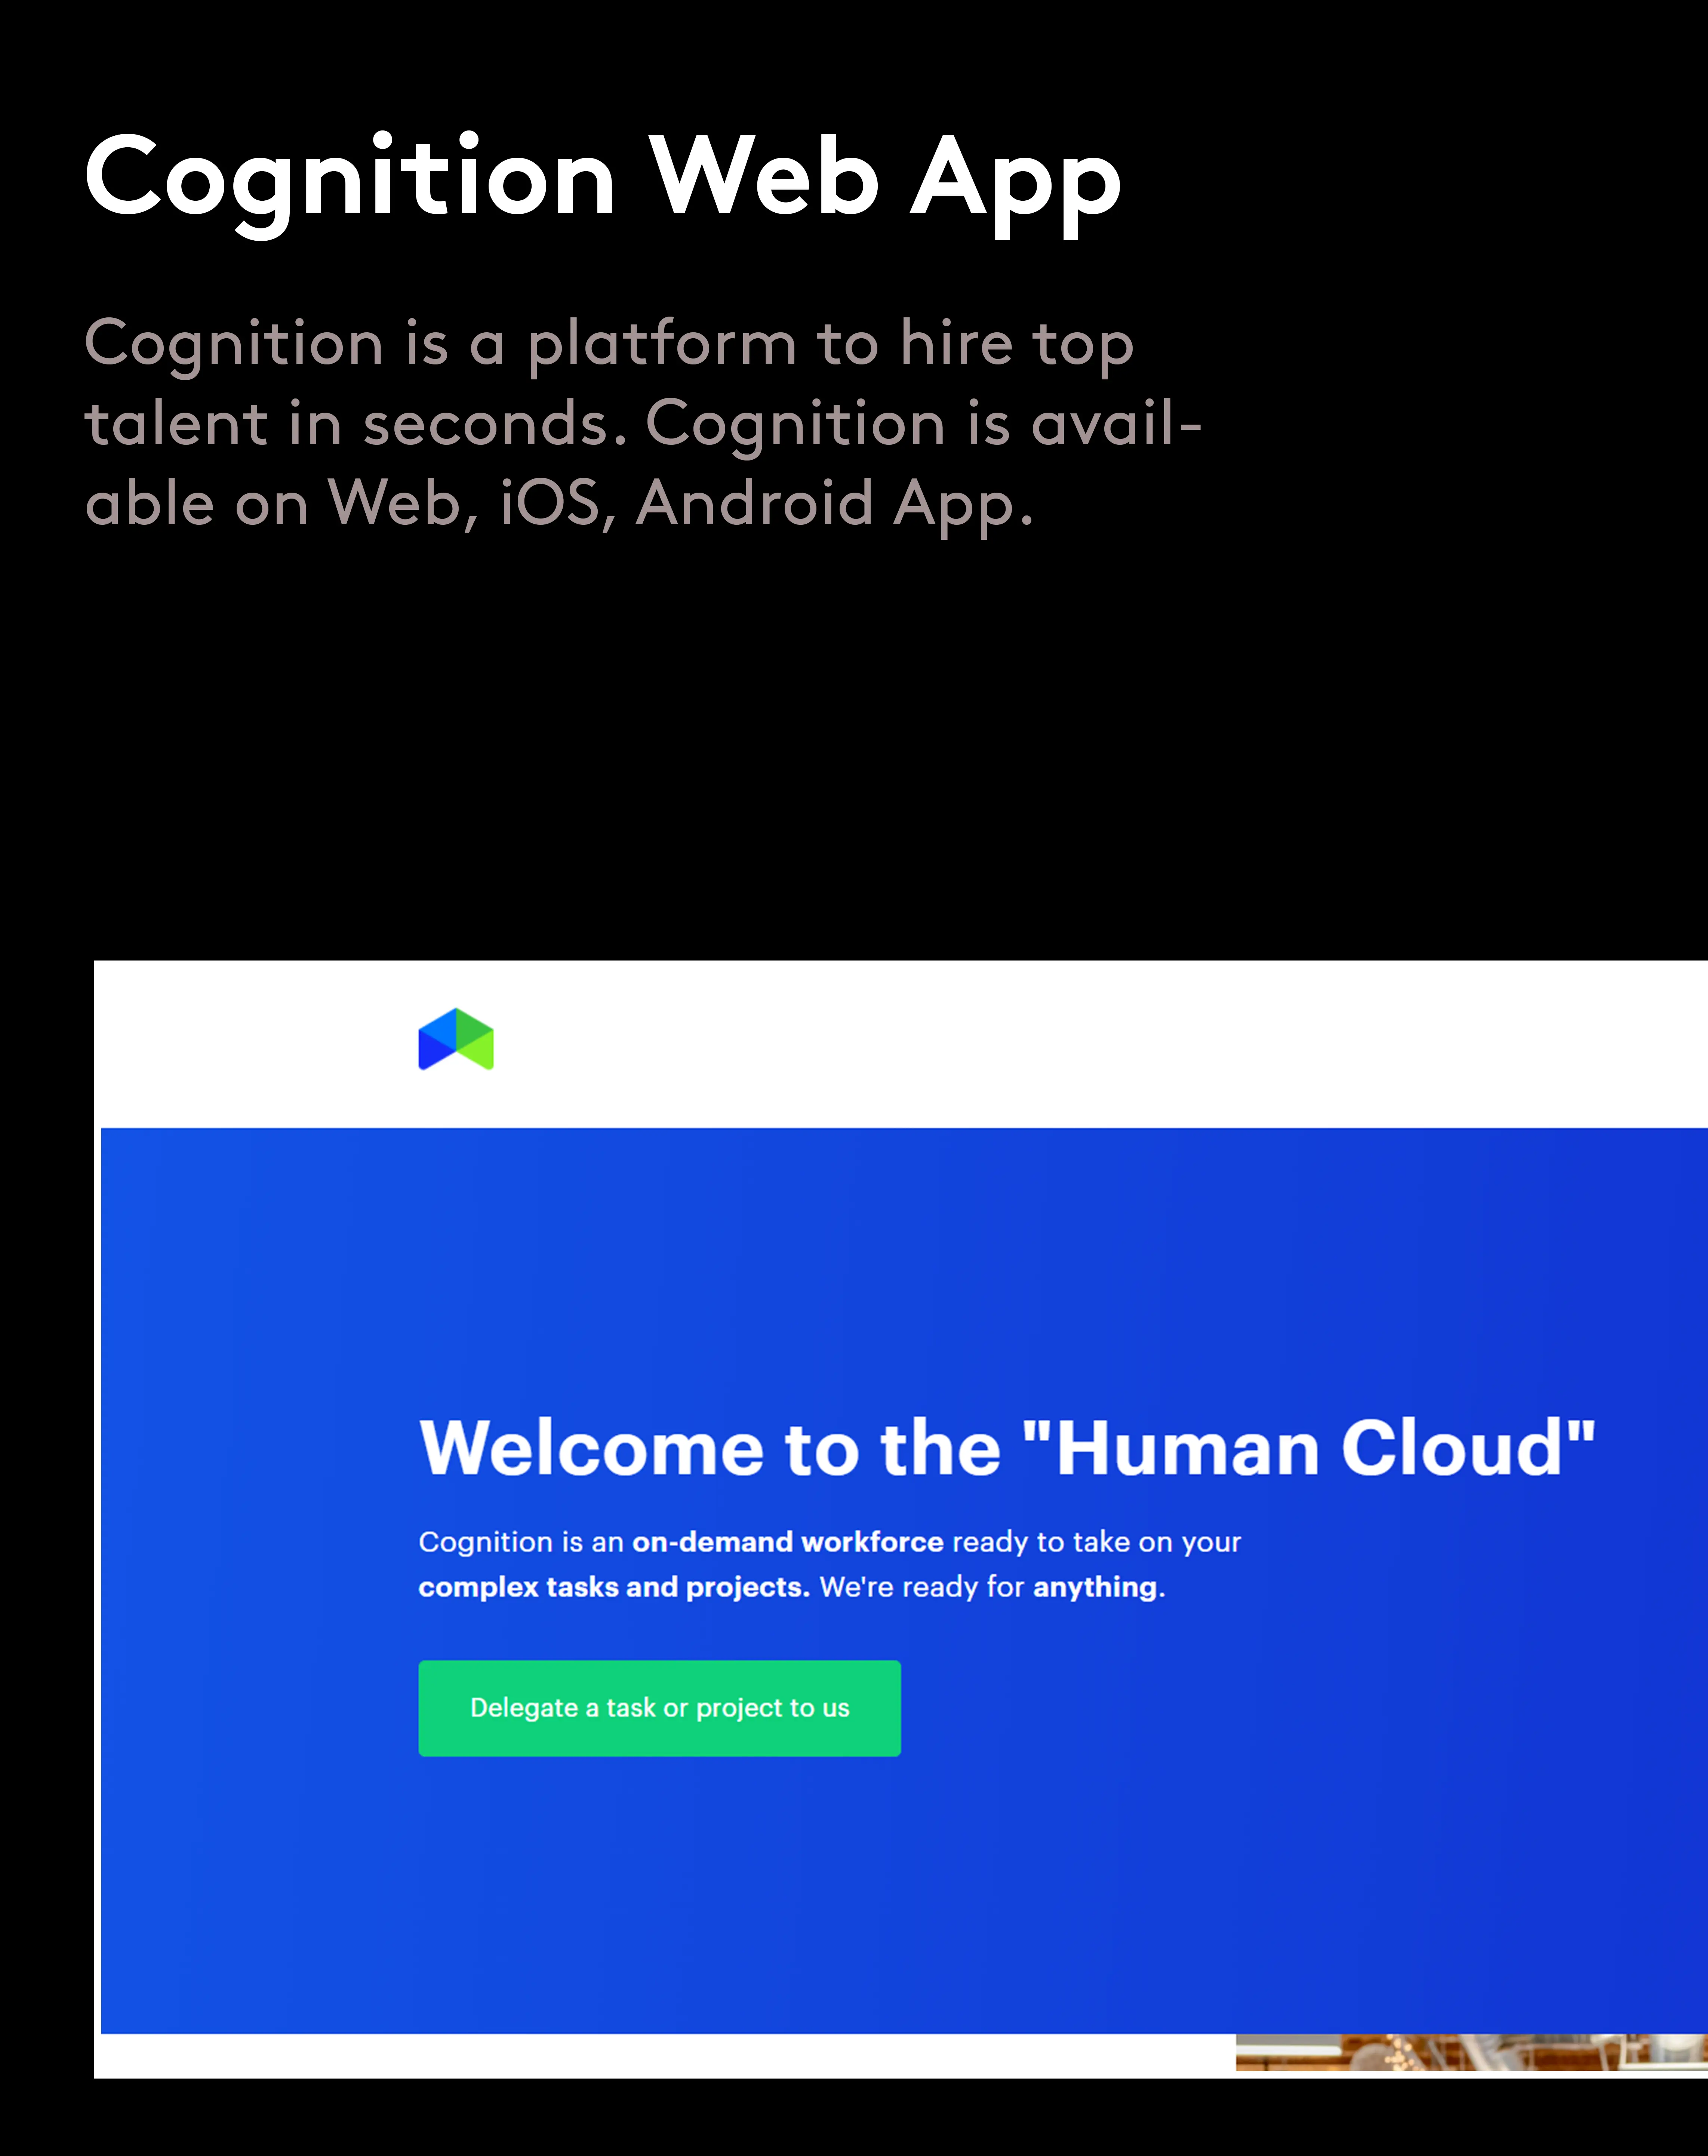 Cognition Web App
Cognition is a platform to hire top
talent in seconds. Cognition is avail-
able on Web, iOS, Android App.
Welcome to the "Human Cloud"
Cognition is an on-demand workforce ready to take on your
complex tasks and projects. We're ready for anything.
Delegate a task or project to us